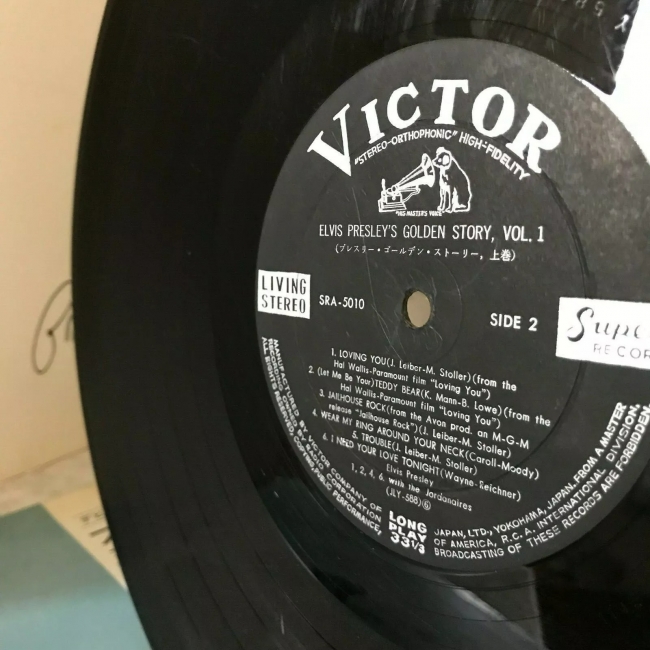 VICTOR
"STEREO-ORTHOPHONIC" HIGH-FIDELITY
"HIS MASTER'S VOICE"
ELVIS PRESLEY'S GOLDEN STORY, VOL. 1
(プレスリー・ゴールデン・ストーリー, 上巻)
LIVING
STEREO
SRA-5010
SIDE 2
Supe
RECOR
1. LOVING YOU(J. Leiber-M. Stoller)(from the
Hal Wallis-Paramount film "Loving You")
2. (Let Me Be Your)TEDDY BEAR(K. Mann-B. Lowe)(from the
Hal Wallis-Paramount film "Loving You")
3. JAILHOUSE ROCK(from the Avon prod. an M-G-M
release "Jailhouse Rock")(J. Leiber-M. Stoller)
4. WEAR MY RING AROUND YOUR NECK(Caroll-Moody)
5. TROUBLE(J. Leiber-M. Stoller)
6. I NEED YOUR LOVE TONIGHT(Wayne-Reichner)
Elvis Presley
1, 2, 4, 6. with the Jordanaires
(JLY-588)⑥
LONG
PLAY
33 1/3
MANUFACTURED BY VICTOR COMPANY OF JAPAN, LTD., YOKOHAMA, JAPAN-FROM A MASTER
RADIO CORPORATION OF AMERICA, R.C.A. INTERNATIONAL DIVISION.
ALL RIGHTS RESERVED, PUBLIC PERFORMANCE, BROADCASTING OF THESE RECORDS ARE FORBIDDEN.